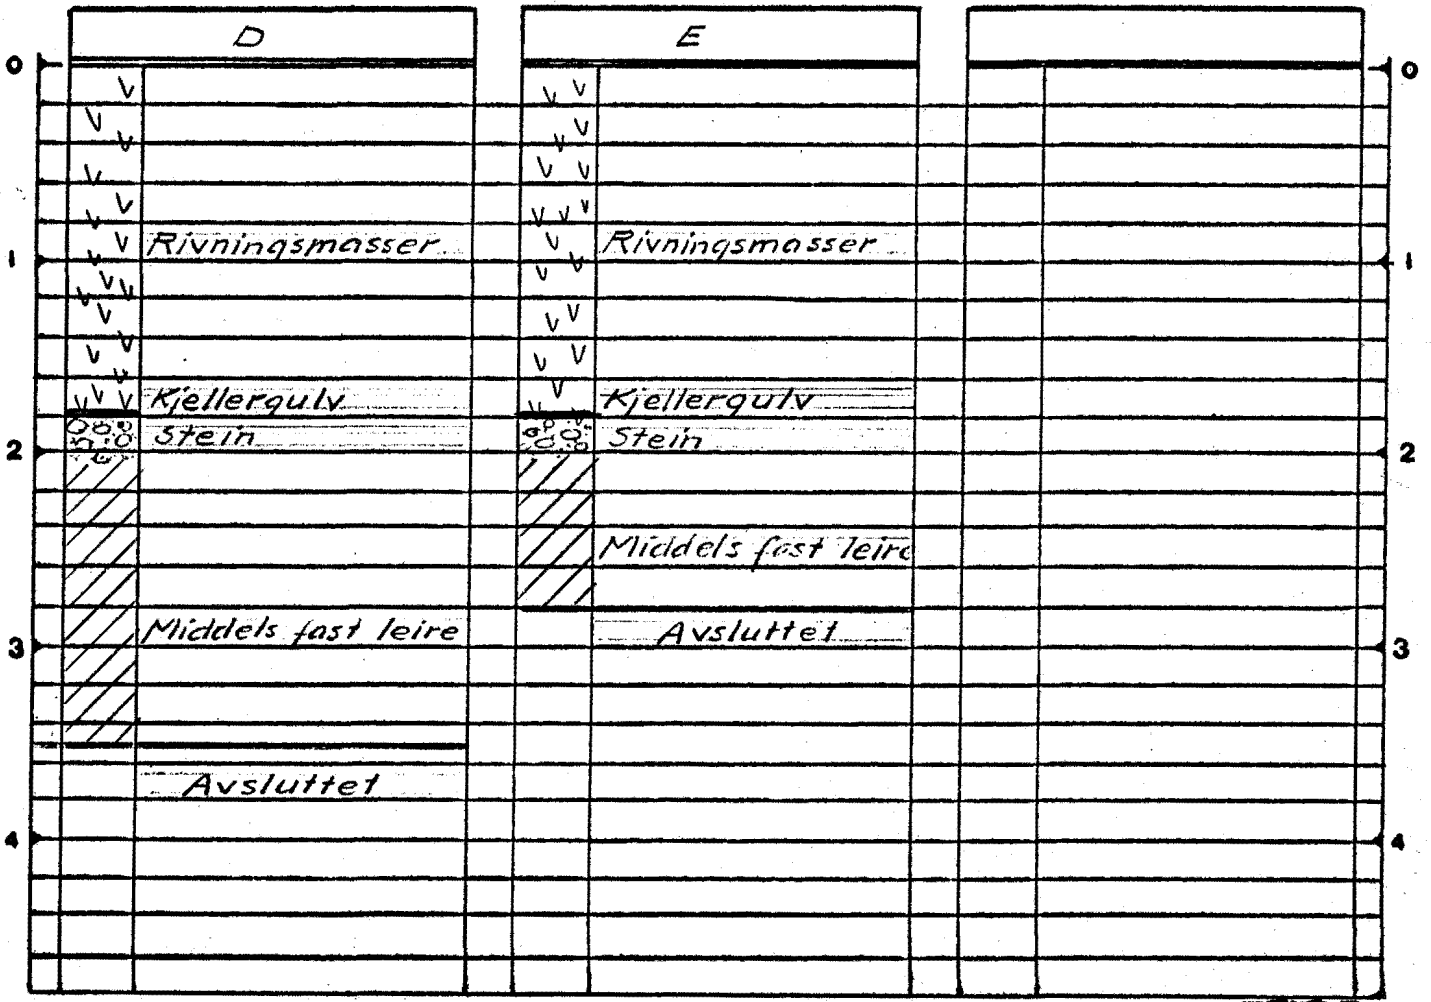 D
E
0
0
Rivningsmasser
Rivningsmasser
1
1
Kjellergulv
Kjellergulv
Stein
Stein
2
2
Middels fast leire
Middels fast leire
Avsluttet
3
3
Avsluttet
4
4